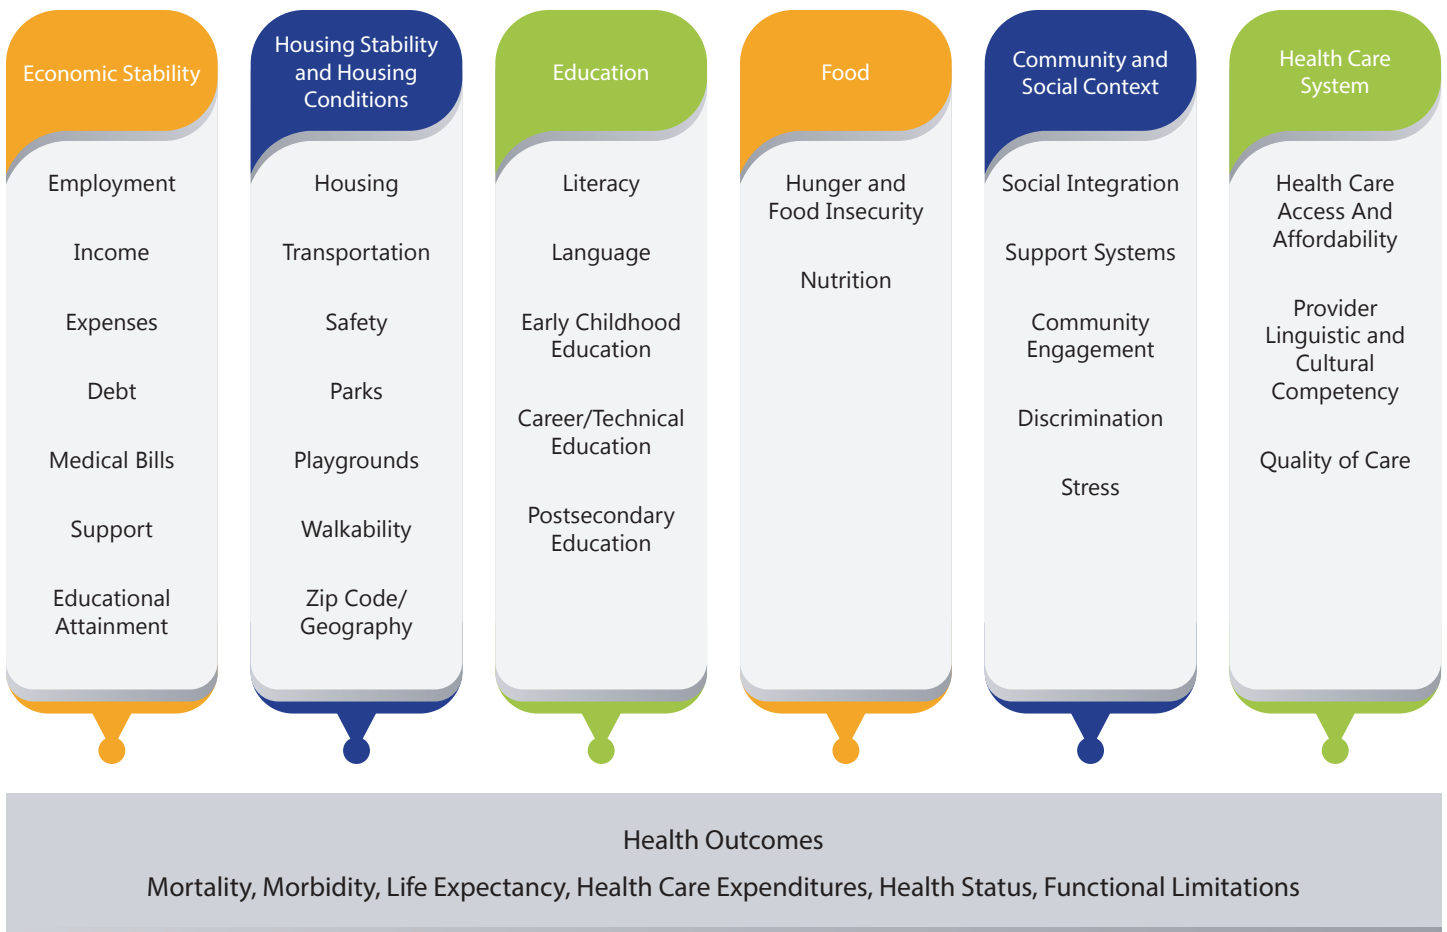 Economic Stability
Employment
Income
Expenses
Debt
Medical Bills
Support
Educational
Attainment
Housing Stability
and Housing
Conditions
Housing
Transportation
Safety
Parks
Playgrounds
Walkability
Zip Code/
Geography
Education
Literacy
Language
Early Childhood
Education
Career/Technical
Education
Postsecondary
Education
Food
Hunger and
Food Insecurity
Nutrition
Community and
Social Context
Social Integration
Support Systems
Community
Engagement
Discrimination
Stress
Health Care
System
Health Care
Access And
Affordability
Provider
Linguistic and
Cultural
Competency
Quality of Care
Health Outcomes
Mortality, Morbidity, Life Expectancy, Health Care Expenditures, Health Status, Functional Limitations